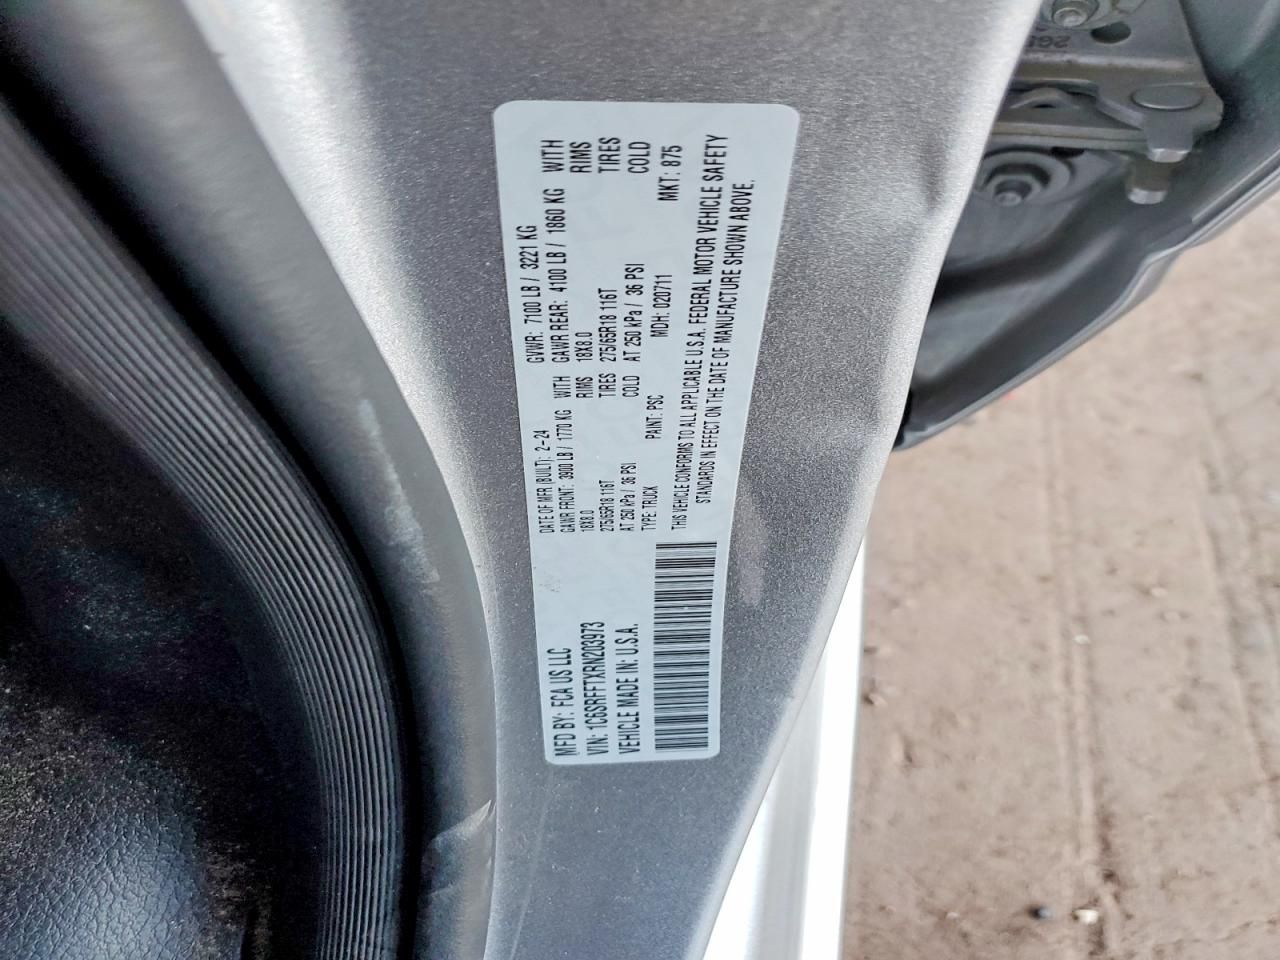 MFD BY: FCA US LLC
DATE OF MFR (BUILT): 2-24
GVWR: 7100 LB / 3221 KG
VIN: 1C6SRFFTXRN203973
GAWR FRONT: 3900 LB / 1770 KG WITH
18X8.0 RIMS
275/65R18 116T TIRES
AT 250 kPa / 36 PSI COLD
GAWR REAR: 4100 LB / 1860 KG WITH
18X8.0 RIMS
275/65R18 116T TIRES
AT 250 kPa / 36 PSI COLD
VEHICLE MADE IN: U.S.A.
TYPE: TRUCK PAINT: PSC MDH: 020711 MKT: 875
THIS VEHICLE CONFORMS TO ALL APPLICABLE U.S.A. FEDERAL MOTOR VEHICLE SAFETY
STANDARDS IN EFFECT ON THE DATE OF MANUFACTURE SHOWN ABOVE.